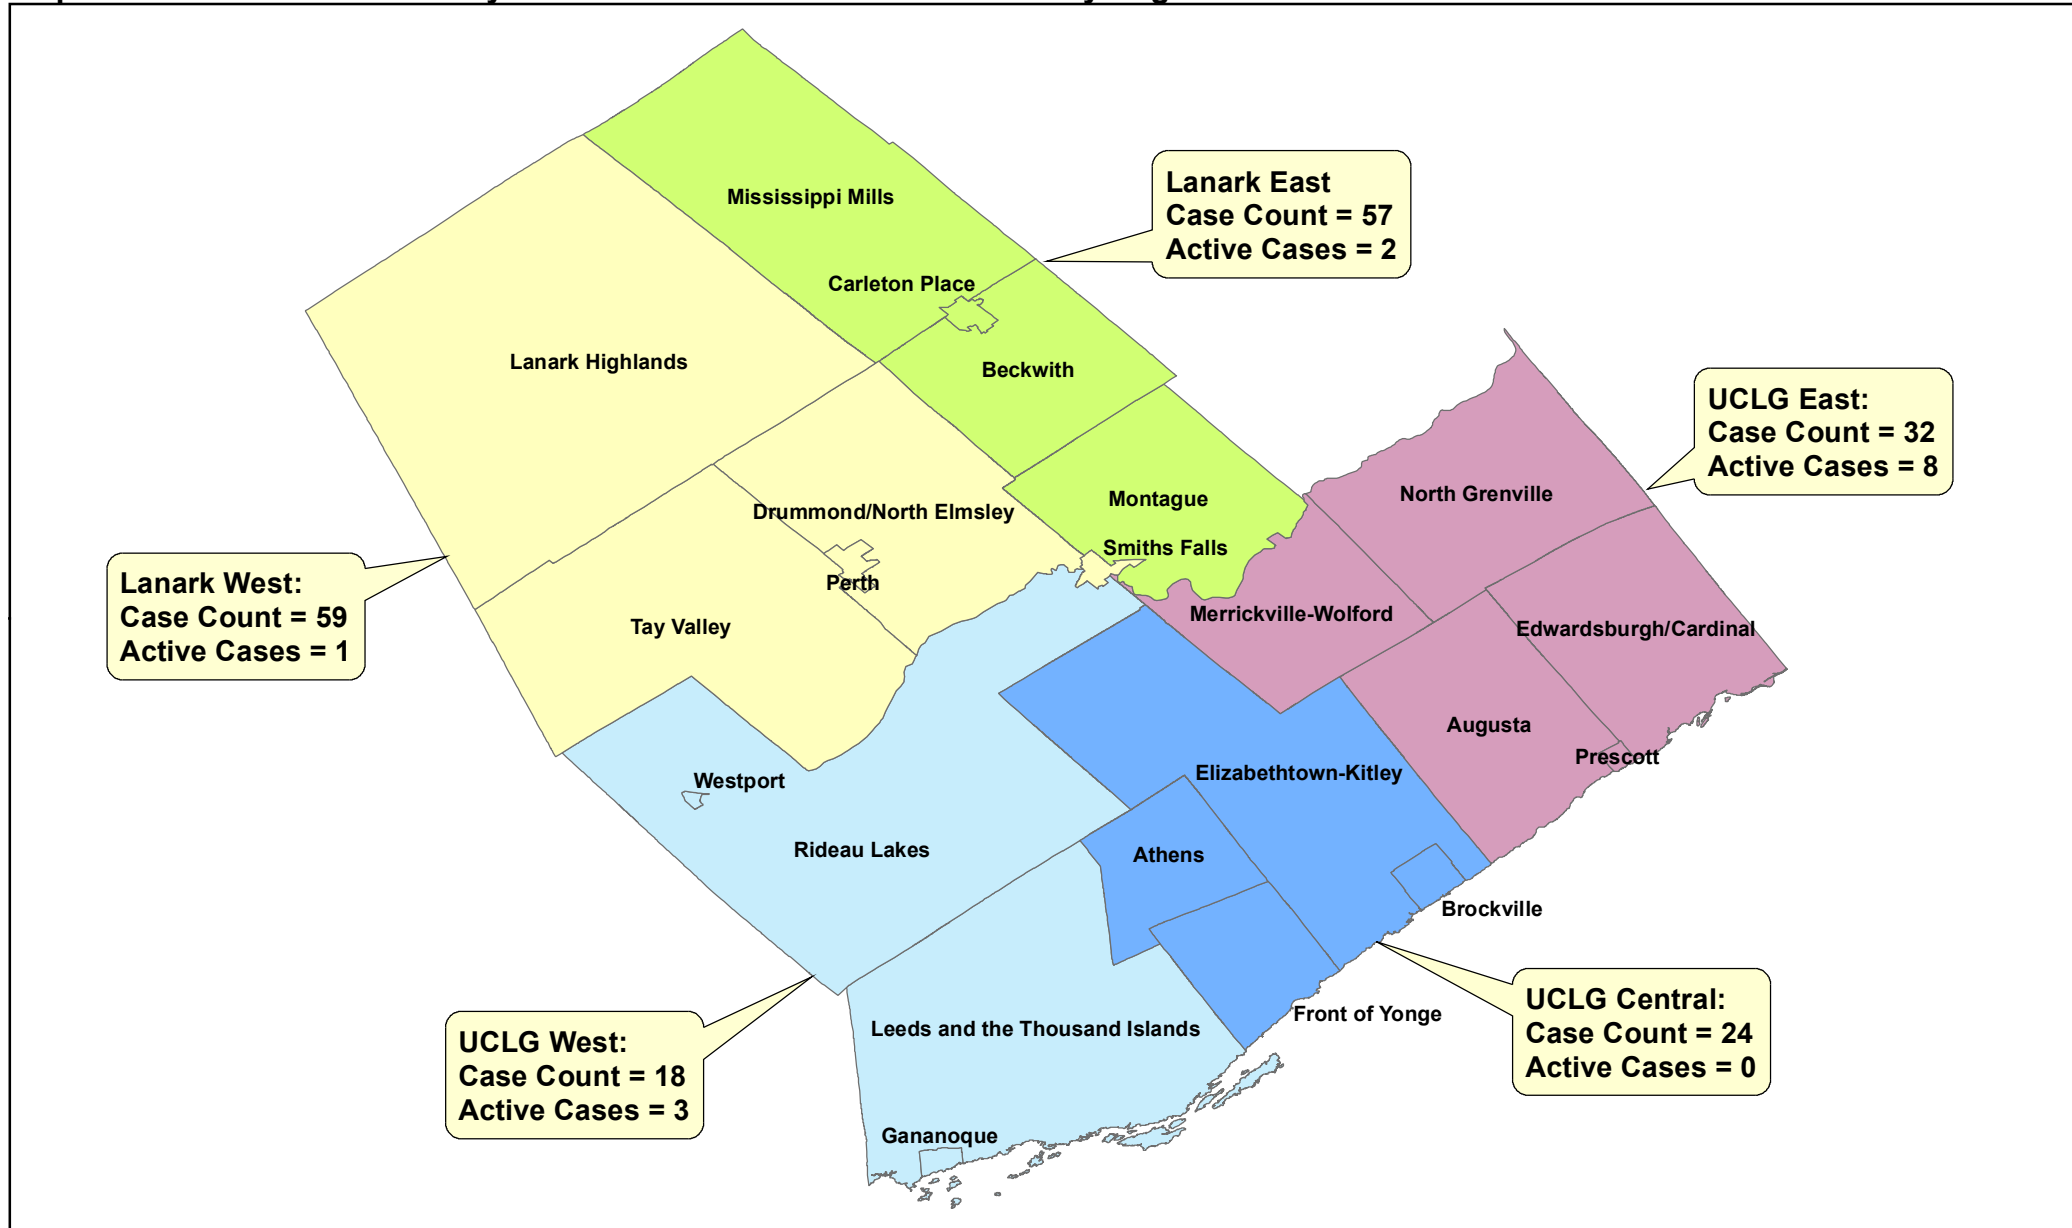 Mississippi Mills
Lanark East
Case Count = 57
Active Cases = 2
Carleton Place
Lanark Highlands
Beckwith
UCLG East:
Case Count = 32
Active Cases = 8
North Grenville
Montague
Drummond/North Elmsley
Smiths Falls
Perth
Lanark West:
Case Count = 59
Active Cases = 1
Tay Valley
Merrickville-Wolford
Edwardsburgh/Cardinal
Augusta
Prescott
Westport
Elizabethtown-Kitley
Rideau Lakes
Athens
Brockville
UCLG Central:
Case Count = 24
Active Cases = 0
Front of Yonge
Leeds and the Thousand Islands
UCLG West:
Case Count = 18
Active Cases = 3
Gananoque